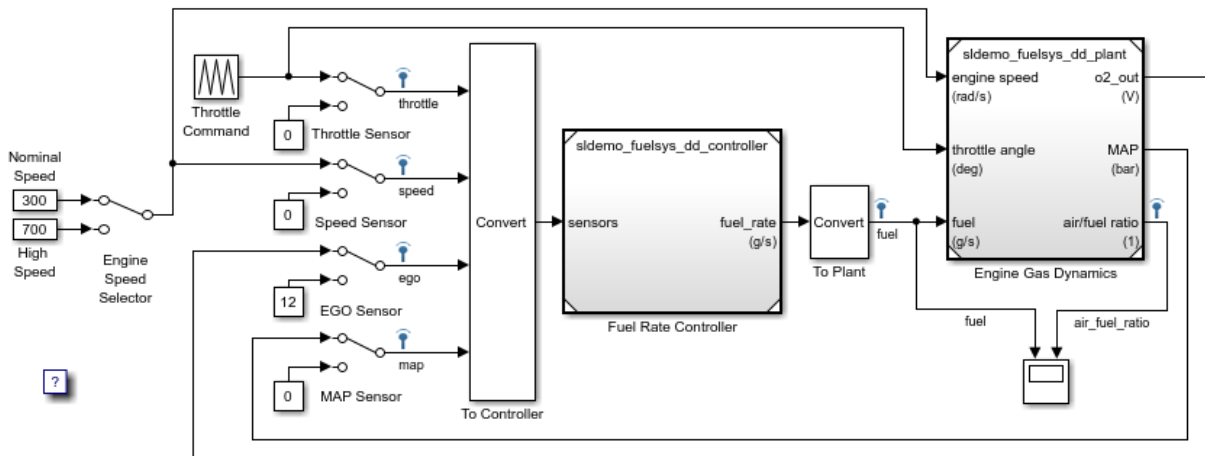 sldemo_fuelsys_dd_plant
engine speed
(rad/s)
o2_out
(V)
throttle angle
(deg)
MAP
(bar)
fuel
(g/s)
air/fuel ratio
(1)
Engine Gas Dynamics
Throttle
Command
throttle
0
Throttle Sensor
Nominal
Speed
300
700
High
Speed
Engine
Speed
Selector
speed
0
Speed Sensor
ego
12
EGO Sensor
map
0
MAP Sensor
Convert
To Controller
sldemo_fuelsys_dd_controller
sensors
fuel_rate
(g/s)
Fuel Rate Controller
Convert
To Plant
fuel
fuel
air_fuel_ratio
?